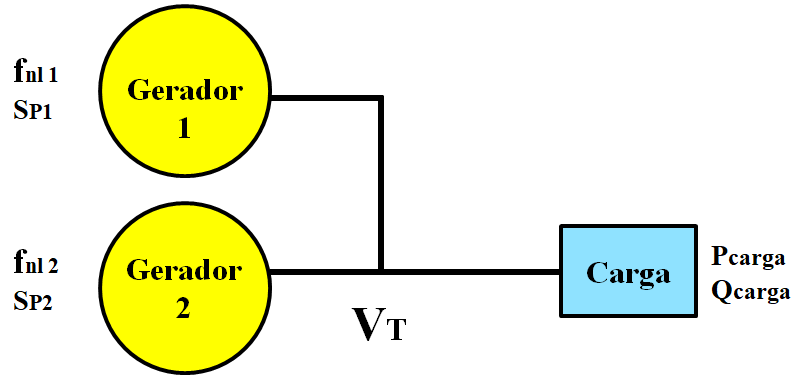 fnl 1
SP1
Gerador
1
fnl 2
SP2
Gerador
2
VT
Carga
Pcarga
Qcarga